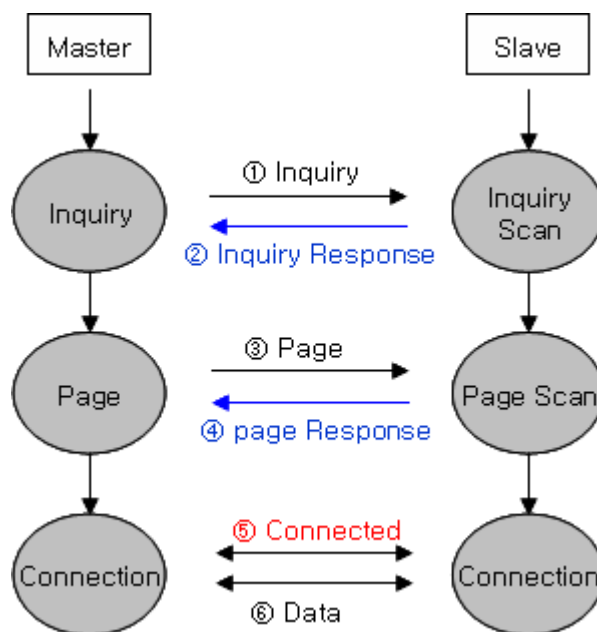 Master
Slave
① Inquiry
Inquiry
Inquiry
Scan
② Inquiry Response
③ Page
Page
Page Scan
④ page Response
⑤ Connected
Connection
Connection
⑥ Data